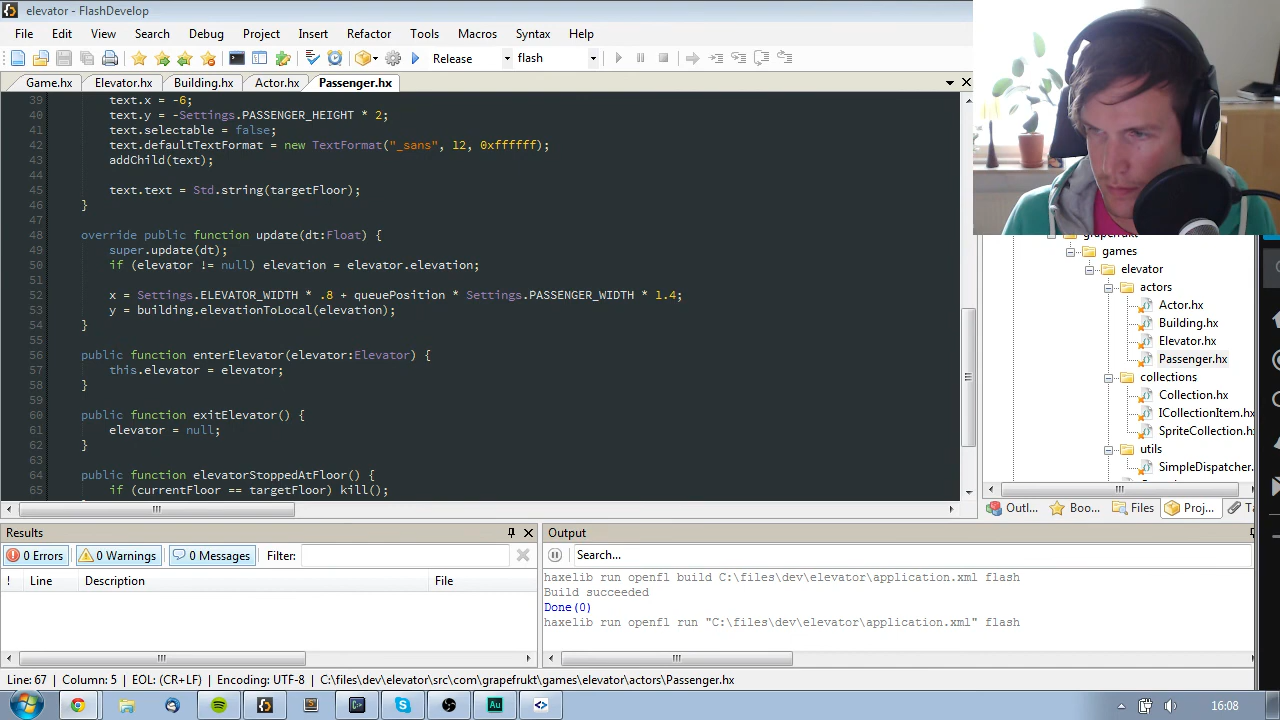 elevator - FlashDevelop
File Edit View Search Debug Project Insert Refactor Tools Macros Syntax Help
Release flash
Game.hx Elevator.hx Building.hx Actor.hx Passenger.hx
39 text.x = -6;
40 text.y = -Settings.PASSENGER_HEIGHT * 2;
41 text.selectable = false;
42 text.defaultTextFormat = new TextFormat("_sans", 12, 0xffffff);
43 addChild(text);
44
45 text.text = Std.string(targetFloor);
46 }
47
48 override public function update(dt:Float) {
49 super.update(dt);
50 if (elevator != null) elevation = elevator.elevation;
51
52 x = Settings.ELEVATOR_WIDTH * .8 + queuePosition * Settings.PASSENGER_WIDTH * 1.4;
53 y = building.elevationToLocal(elevation);
54 }
55
56 public function enterElevator(elevator:Elevator) {
57 this.elevator = elevator;
58 }
59
60 public function exitElevator() {
61 elevator = null;
62 }
63
64 public function elevatorStoppedAtFloor() {
65 if (currentFloor == targetFloor) kill();
grapefrukt
games
elevator
actors
Actor.hx
Building.hx
Elevator.hx
Passenger.hx
collections
Collection.hx
ICollectionItem.hx
SpriteCollection.hx
utils
SimpleDispatcher.
Outl... Boo... Files Proj... Ta
Results
0 Errors 0 Warnings 0 Messages Filter:
! Line Description File
Output
Search...
haxelib run openfl build C:\files\dev\elevator\application.xml flash
Build succeeded
Done(0)
haxelib run openfl run "C:\files\dev\elevator\application.xml" flash
Line: 67 Column: 5 EOL: (CR+LF) Encoding: UTF-8 C:\files\dev\elevator\src\com\grapefrukt\games\elevator\actors\Passenger.hx
Au
16:08